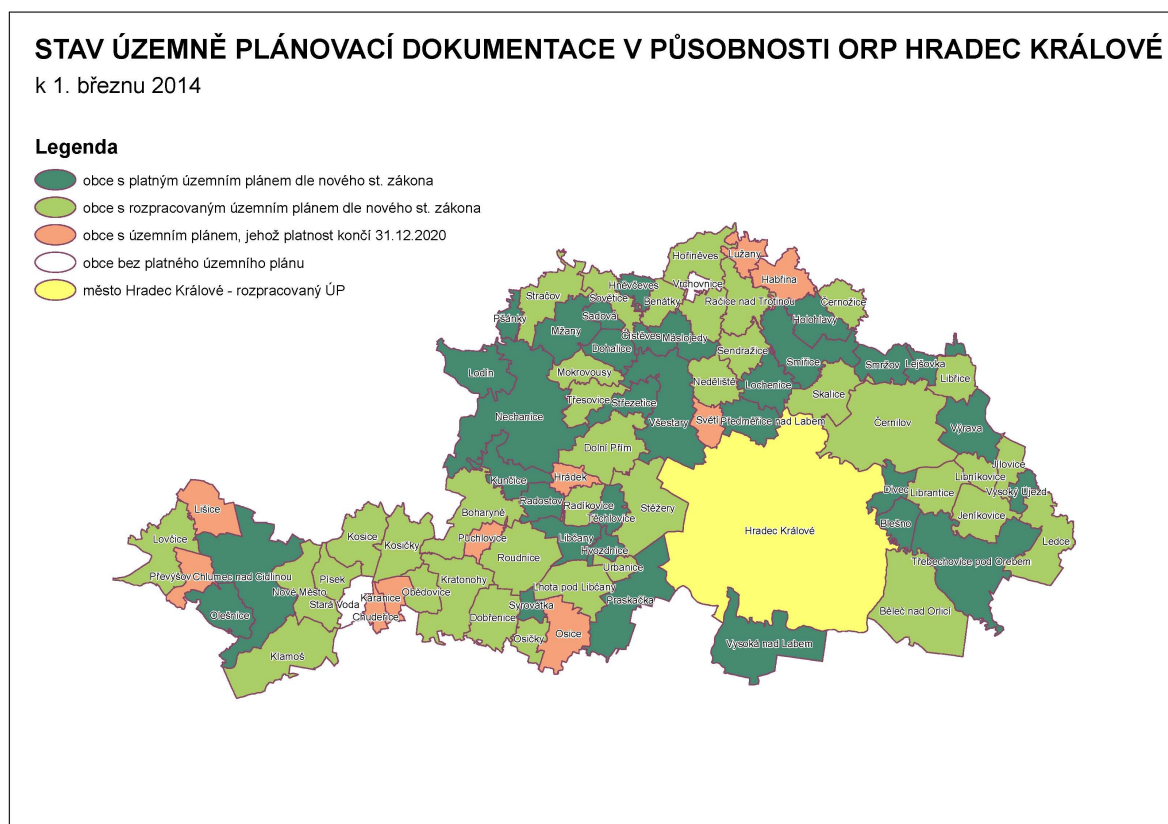 STAV ÚZEMNĚ PLÁNOVACÍ DOKUMENTACE V PŮSOBNOSTI ORP HRADEC KRÁLOVÉ
k 1. březnu 2014
Legenda
obce s platným územním plánem dle nového st. zákona
obce s rozpracovaným územním plánem dle nového st. zákona
obce s územním plánem, jehož platnost končí 31.12.2020
obce bez platného územního plánu
město Hradec Králové - rozpracovaný ÚP
Hořiněves
Lužany
Habřina
Vrchovnice
Hněvčeves
Stračov
Sovětice
Benátky
Račice nad Trotinou
Černožice
Pšánky
Sadová
Holohlavy
Mžany
Čistěves
Máslojedy
Dohalice
Sendražice
Smiřice
Smržov
Lejšovka
Libřice
Lodín
Mokrovousy
Neděliště
Lochenice
Skalice
Třesovice
Střezetice
Nechanice
Všestary
Světí
Předměřice nad Labem
Černilov
Výrava
Dolní Přím
Jílovice
Hrádek
Libníkovice
Kunčice
Divec
Librantice
Vysoký Újezd
Radostov
Radíkovice
Těchlovice
Stěžery
Jeníkovice
Lišice
Boharyně
Blešno
Hradec Králové
Kosice
Kosičky
Puchlovice
Libčany
Ledce
Lovčice
Hvozdnice
Roudnice
Třebechovice pod Orebem
Urbanice
Převýšov
Chlumec nad Cidlinou
Písek
Kratonohy
Lhota pod Libčany
Nové Město
Obědovice
Káranice
Praskačka
Stará Voda
Syrovátka
Běleč nad Orlicí
Olešnice
Chudeřice
Dobřenice
Osičky
Osice
Vysoká nad Labem
Klamoš